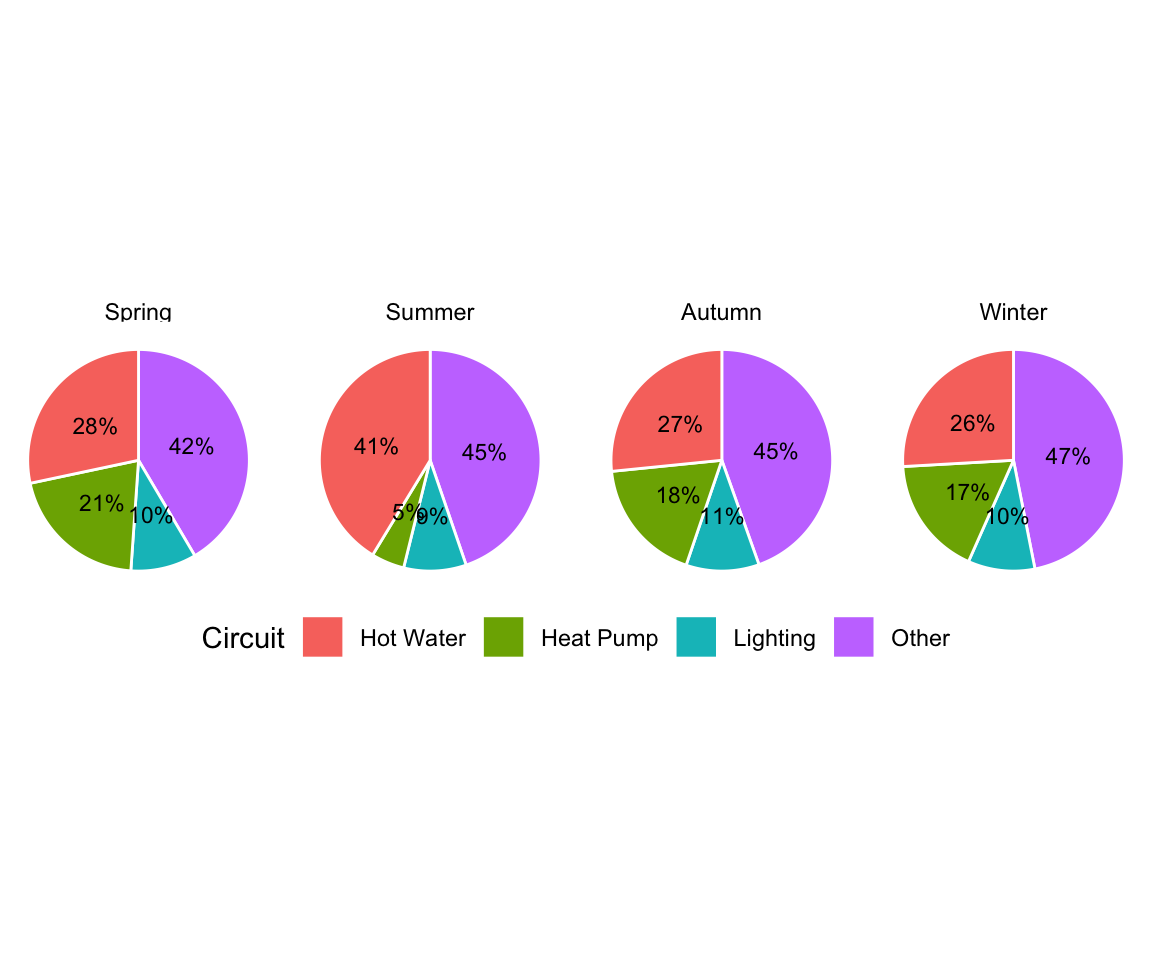 Spring Summer Autumn Winter
28% 42% 41% 45% 27% 45% 26% 47%
21% 10% 5% 9% 18% 11% 17% 10%
Circuit Hot Water Heat Pump Lighting Other